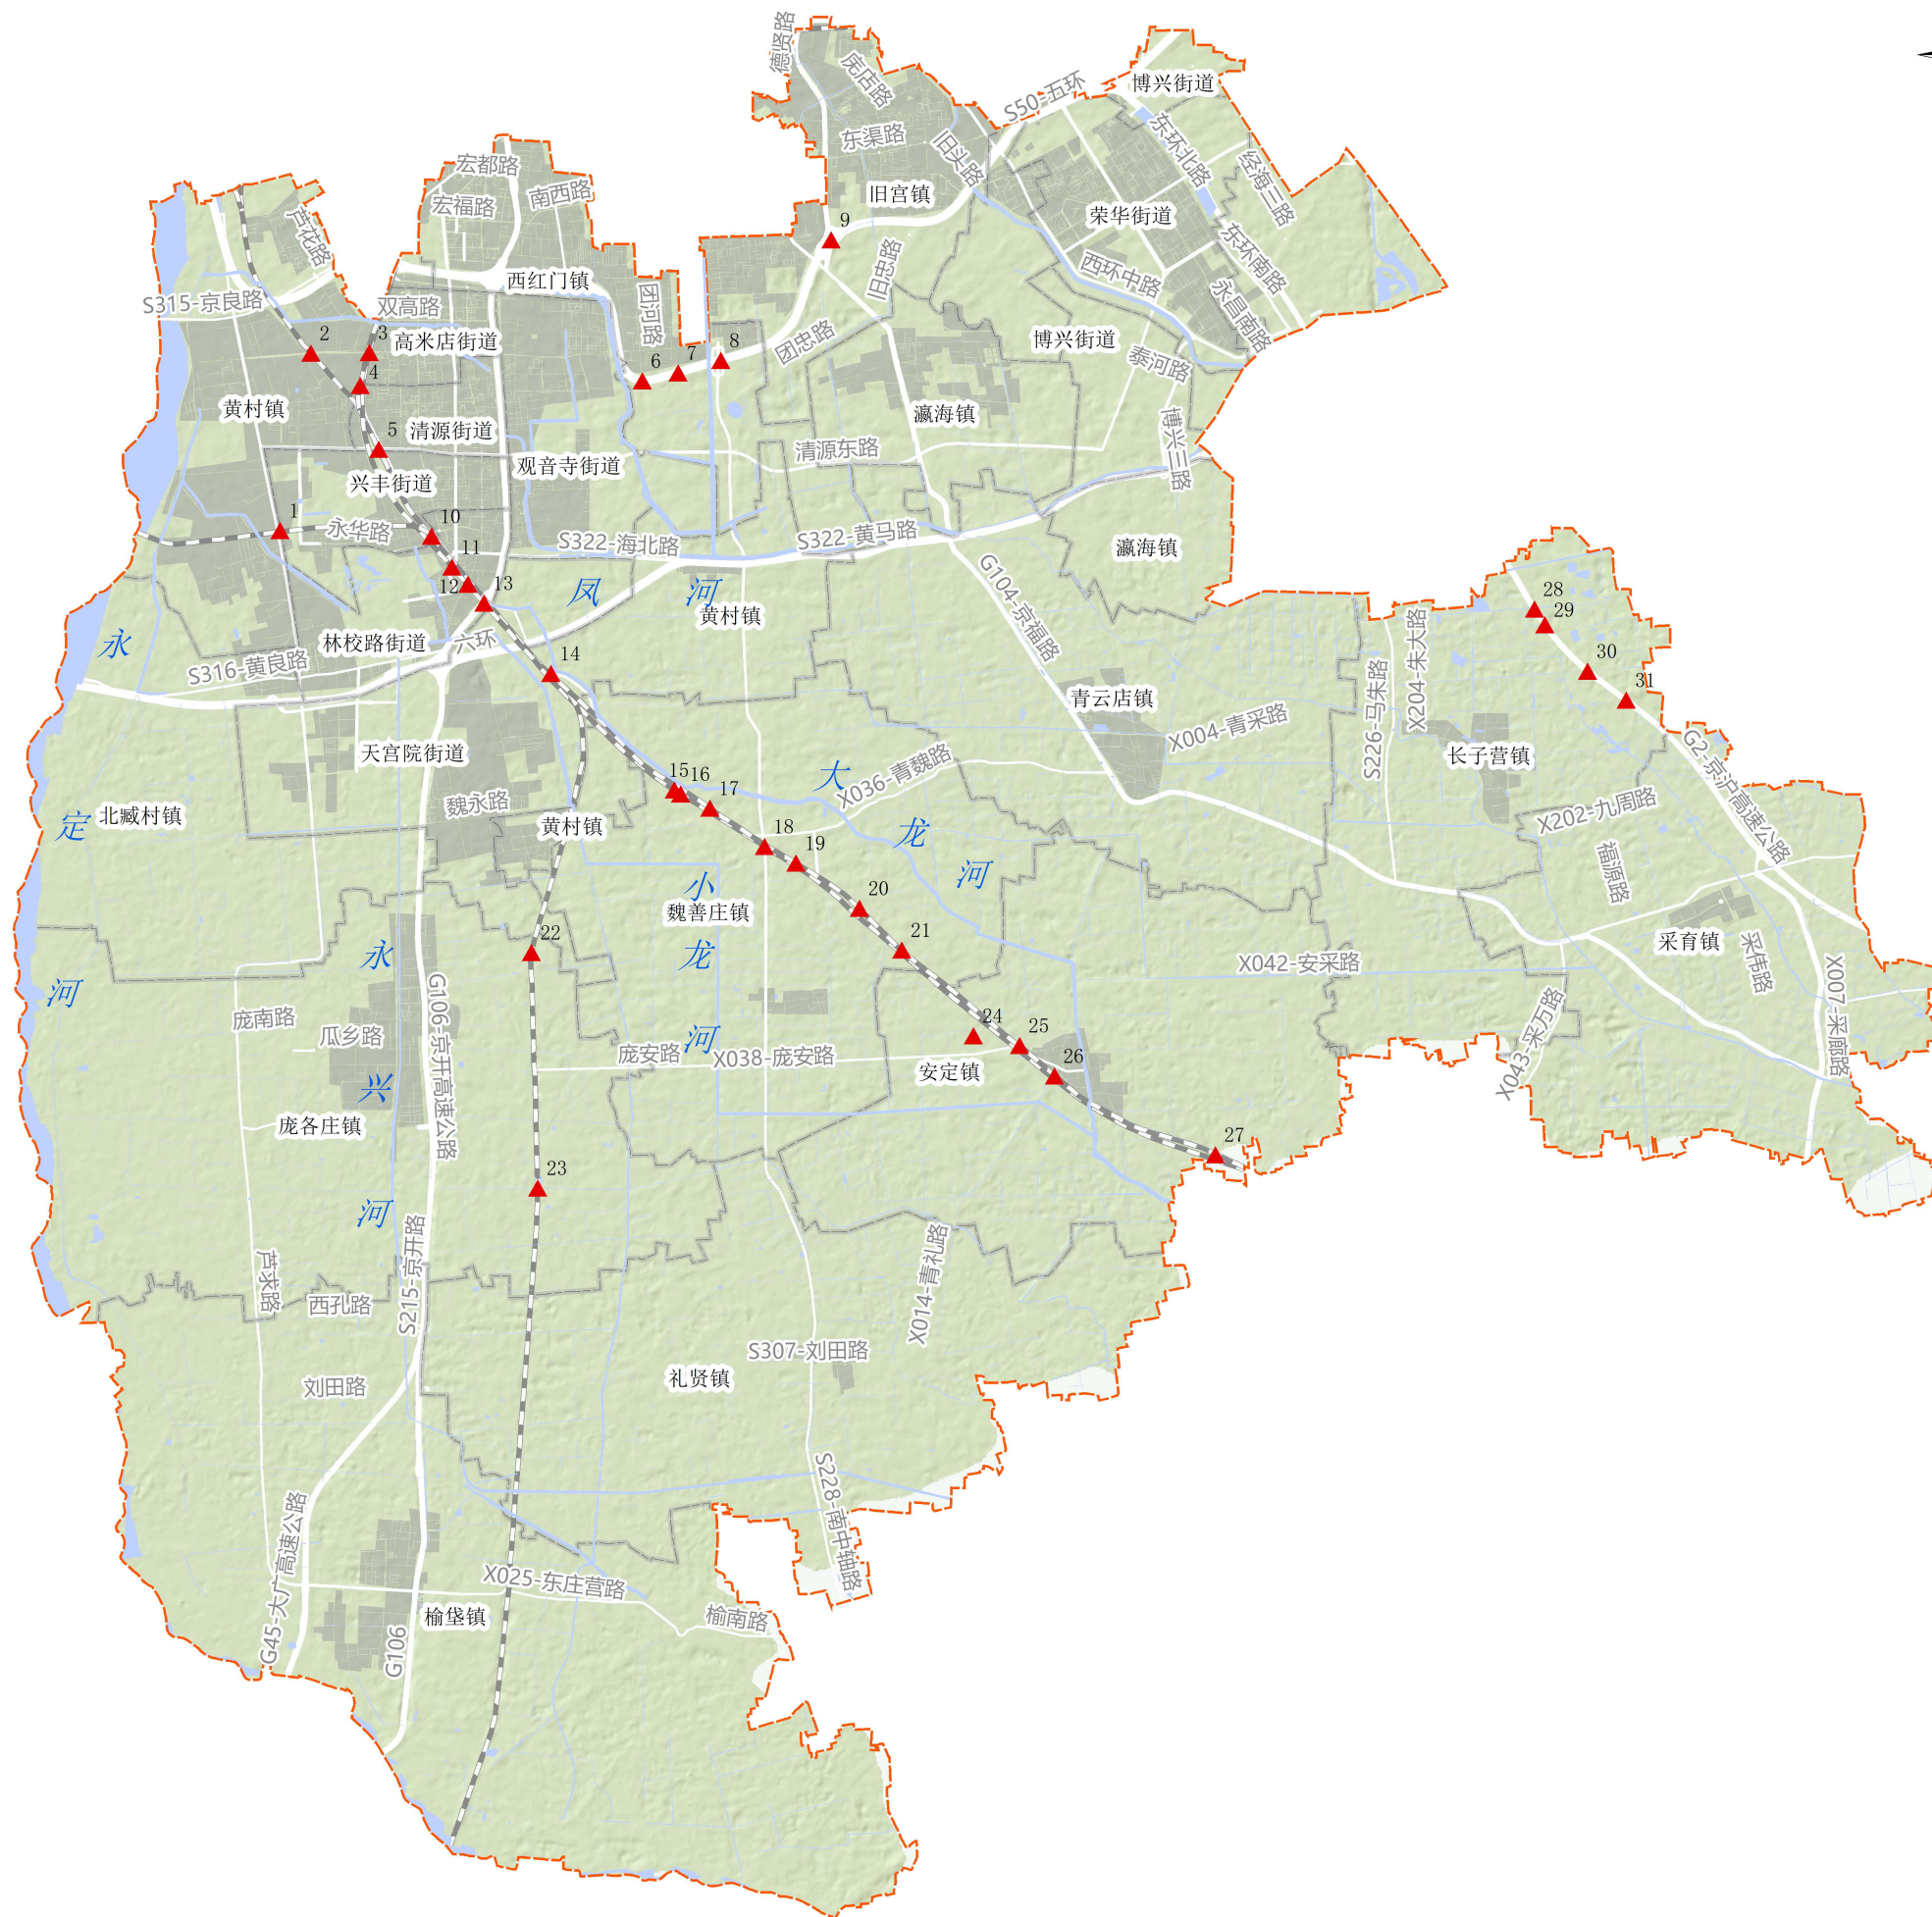 德贤路
庑店路
东渠路
旧头路
S50-五环
博兴街道
东环北路
经海三路
宏都路
南西路
宏福路
旧宫镇
荣华街道
9
芦花路
旧忠路
西环中路
东环南路
永昌南路
西红门镇
S315-京良路
双高路
团河路
2
3
高米店街道
团忠路
博兴街道
泰河路
4
6
7
8
黄村镇
瀛海镇
5
清源街道
清源东路
博兴三路
观音寺街道
兴丰街道
1
永华路
10
S322-海北路
S322-黄马路
瀛海镇
11
12
13
凤
河
G104-京福路
28
29
黄村镇
永
林校路街道
六环
S316-黄良路
14
30
31
S226-马朱路
X204-朱大路
青云店镇
X004-青采路
长子营镇
G2-京沪高速公路
天宫院街道
15
16
17
大
X036-青魏路
魏永路
北臧村镇
定
黄村镇
18
19
龙
X202-九周路
河
福源路
小
20
魏善庄镇
22
21
采育镇
永
龙
X042-安采路
采伟路
X007-采廊路
河
G106-京开高速公路
庞南路
瓜乡路
24
25
河
庞安路
X038-庞安路
26
安定镇
X043-采万路
兴
庞各庄镇
27
23
河
芦求路
S215-京开路
X014-青礼路
西孔路
S307-刘田路
刘田路
礼贤镇
S228-南中轴路
G45-大广高速公路
X025-东庄营路
榆垡镇
榆南路
G106